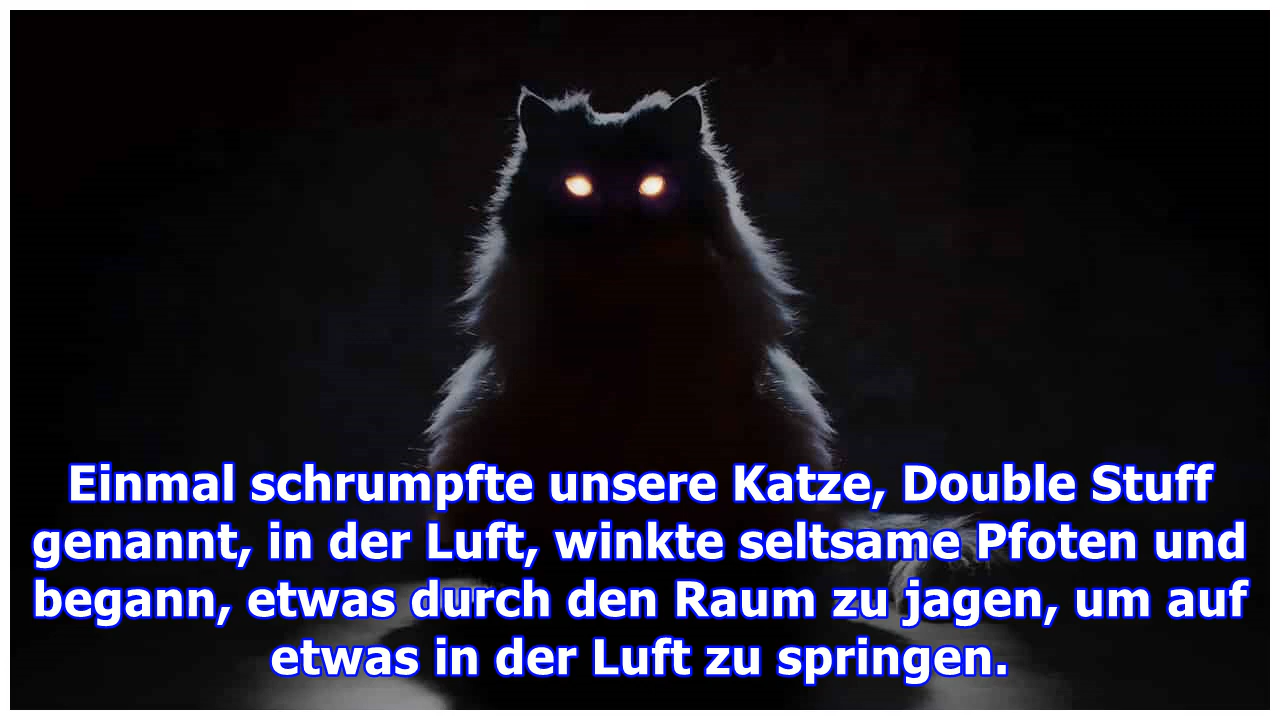 Einmal schrumpfte unsere Katze, Double Stuff
genannt, in der Luft, winkte seltsame Pfoten und
begann, etwas durch den Raum zu jagen, um auf
etwas in der Luft zu springen.